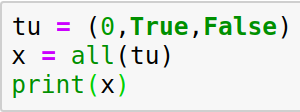 tu = (0,True,False)
x = all(tu)
print(x)